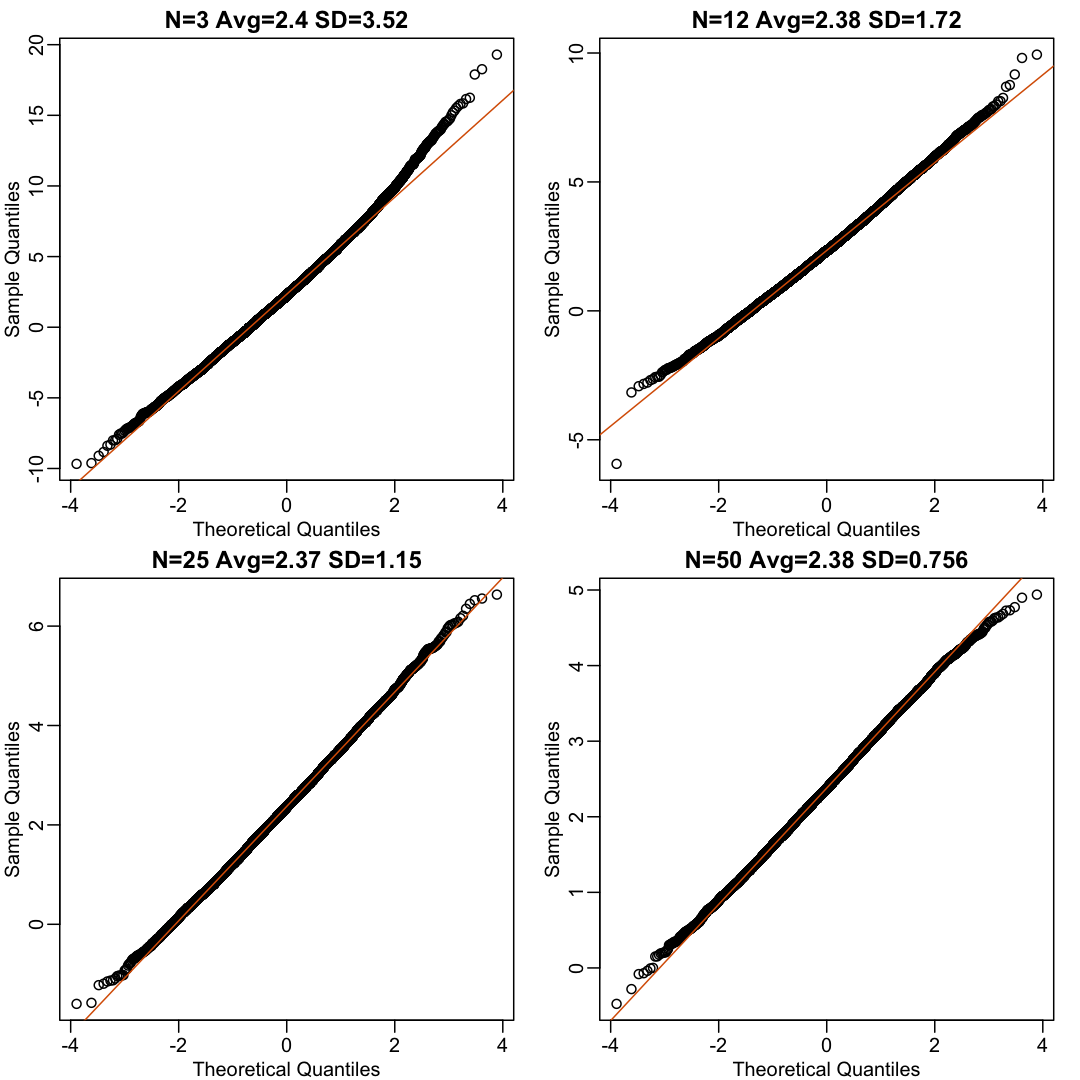 N=3 Avg=2.4 SD=3.52
20
15
10
5
0
-5
-10
Sample Quantiles
-4 -2 0 2 4
Theoretical Quantiles
N=12 Avg=2.38 SD=1.72
10
5
0
-5
Sample Quantiles
-4 -2 0 2 4
Theoretical Quantiles
N=25 Avg=2.37 SD=1.15
6
4
2
0
Sample Quantiles
-4 -2 0 2 4
Theoretical Quantiles
N=50 Avg=2.38 SD=0.756
5
4
3
2
1
0
Sample Quantiles
-4 -2 0 2 4
Theoretical Quantiles